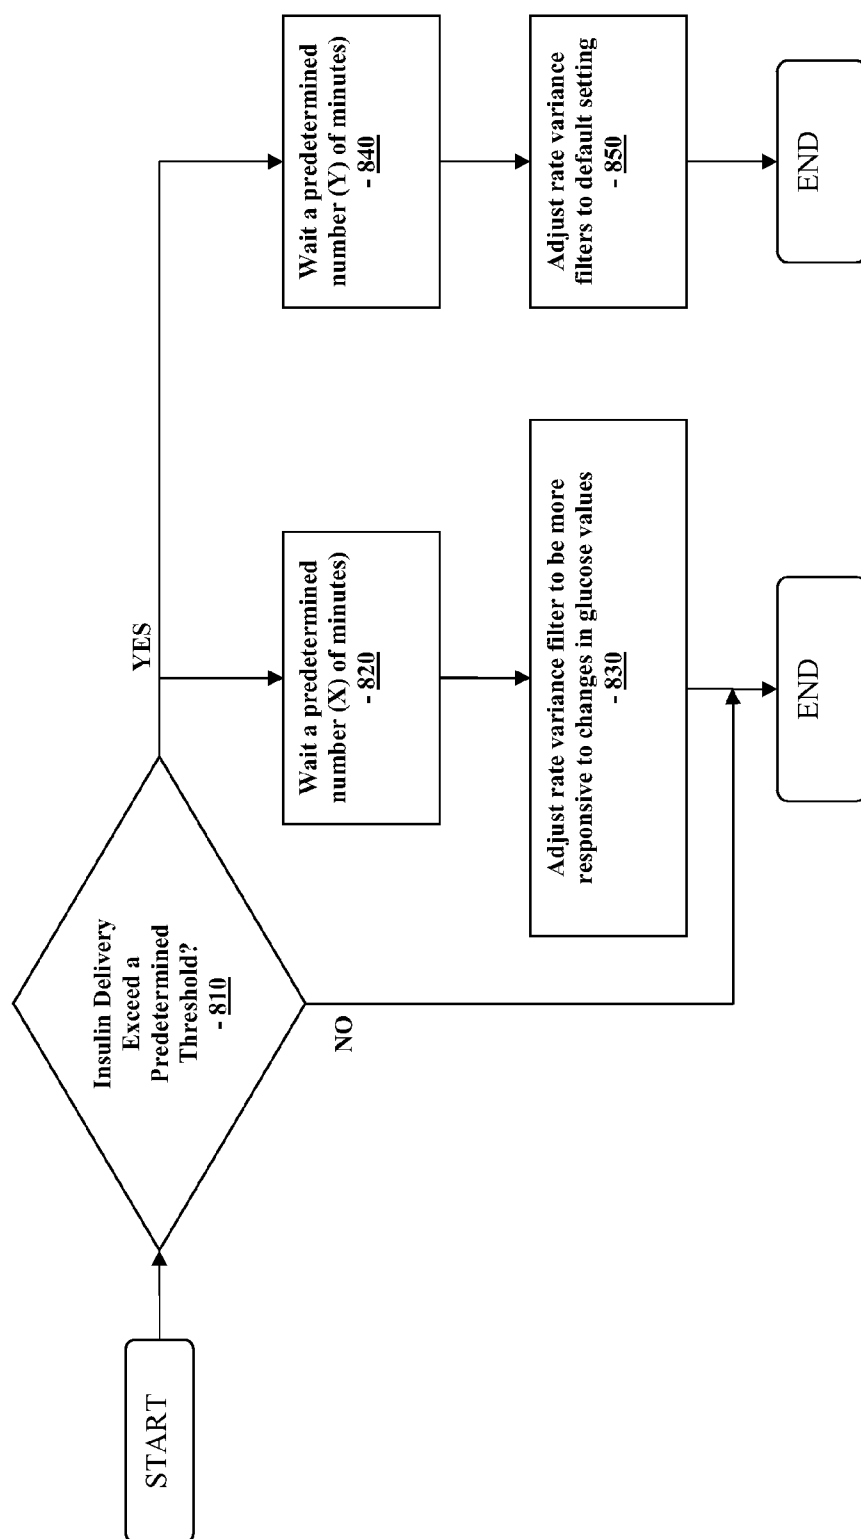 START
Insulin Delivery
Exceed a
Predetermined
Threshold?
- 810
YES
NO
Wait a predetermined
number (X) of minutes)
- 820
Adjust rate variance filter to be more
responsive to changes in glucose values
- 830
END
Wait a predetermined
number (Y) of minutes)
- 840
Adjust rate variance
filters to default setting
- 850
END